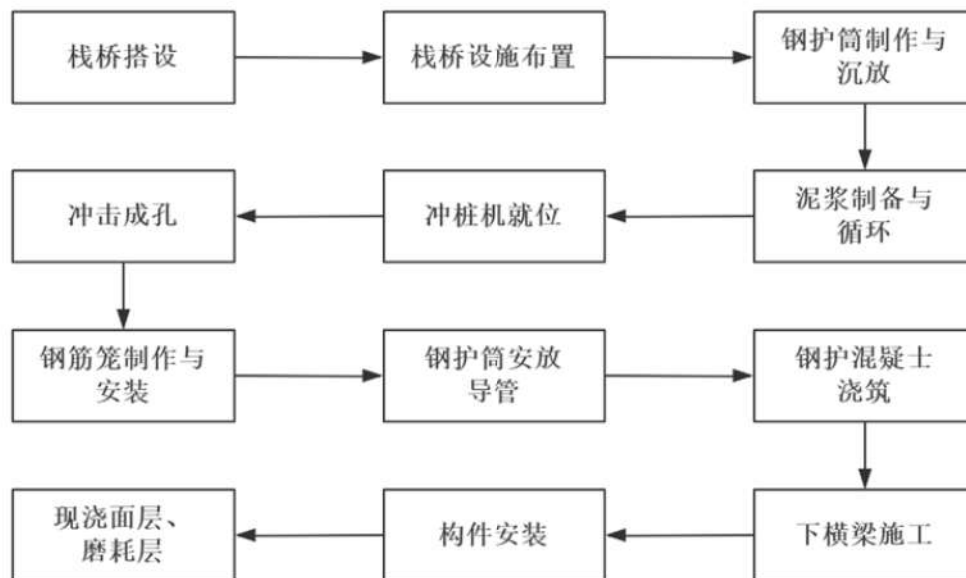 栈桥搭设
栈桥设施布置
钢护筒制作与
沉放
泥浆制备与
循环
冲桩机就位
冲击成孔
钢筋笼制作与
安装
钢护筒安放
导管
钢护混疑士
浇筑
下横梁施工
构件安装
现浇面层、
磨耗层